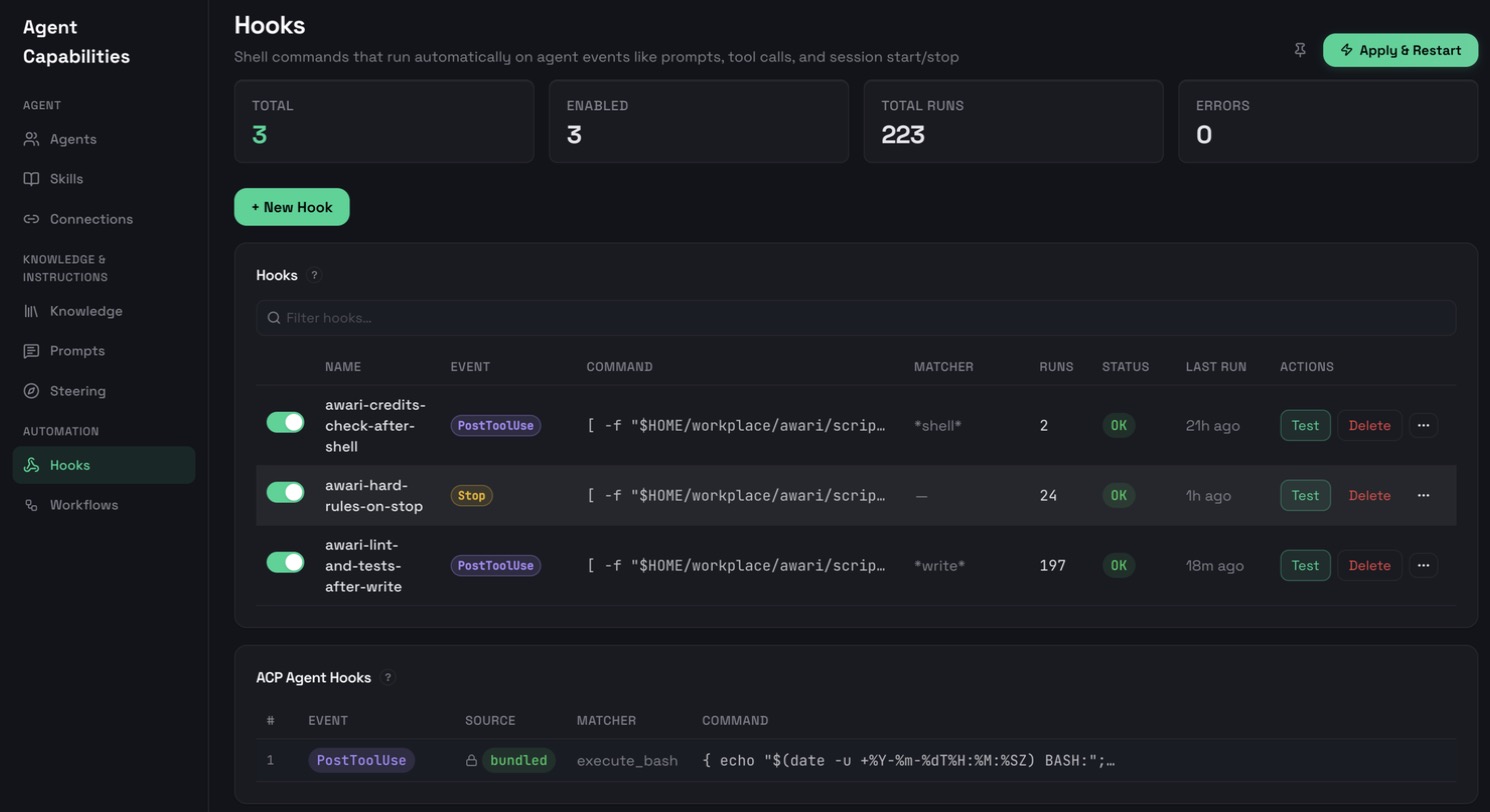 Agent
Capabilities
AGENT
Agents
Skills
Connections
KNOWLEDGE &
INSTRUCTIONS
Knowledge
Prompts
Steering
AUTOMATION
Hooks
Workflows
Hooks
Shell commands that run automatically on agent events like prompts, tool calls, and session start/stop
Apply & Restart
TOTAL
3
ENABLED
3
TOTAL RUNS
223
ERRORS
0
+ New Hook
Hooks ?
Filter hooks...
NAME EVENT COMMAND MATCHER RUNS STATUS LAST RUN ACTIONS
awari-credits-
check-after-
shell
PostToolUse [ -f "$HOME/workplace/awari/scrip… *shell* 2 OK 21h ago Test Delete ···
awari-hard-
rules-on-stop
Stop [ -f "$HOME/workplace/awari/scrip… — 24 OK 1h ago Test Delete ···
awari-lint-
and-tests-
after-write
PostToolUse [ -f "$HOME/workplace/awari/scrip… *write* 197 OK 18m ago Test Delete ···
ACP Agent Hooks ?
# EVENT SOURCE MATCHER COMMAND
1 PostToolUse bundled execute_bash { echo "$(date -u +%Y-%m-%dT%H:%M:%SZ) BASH:";…